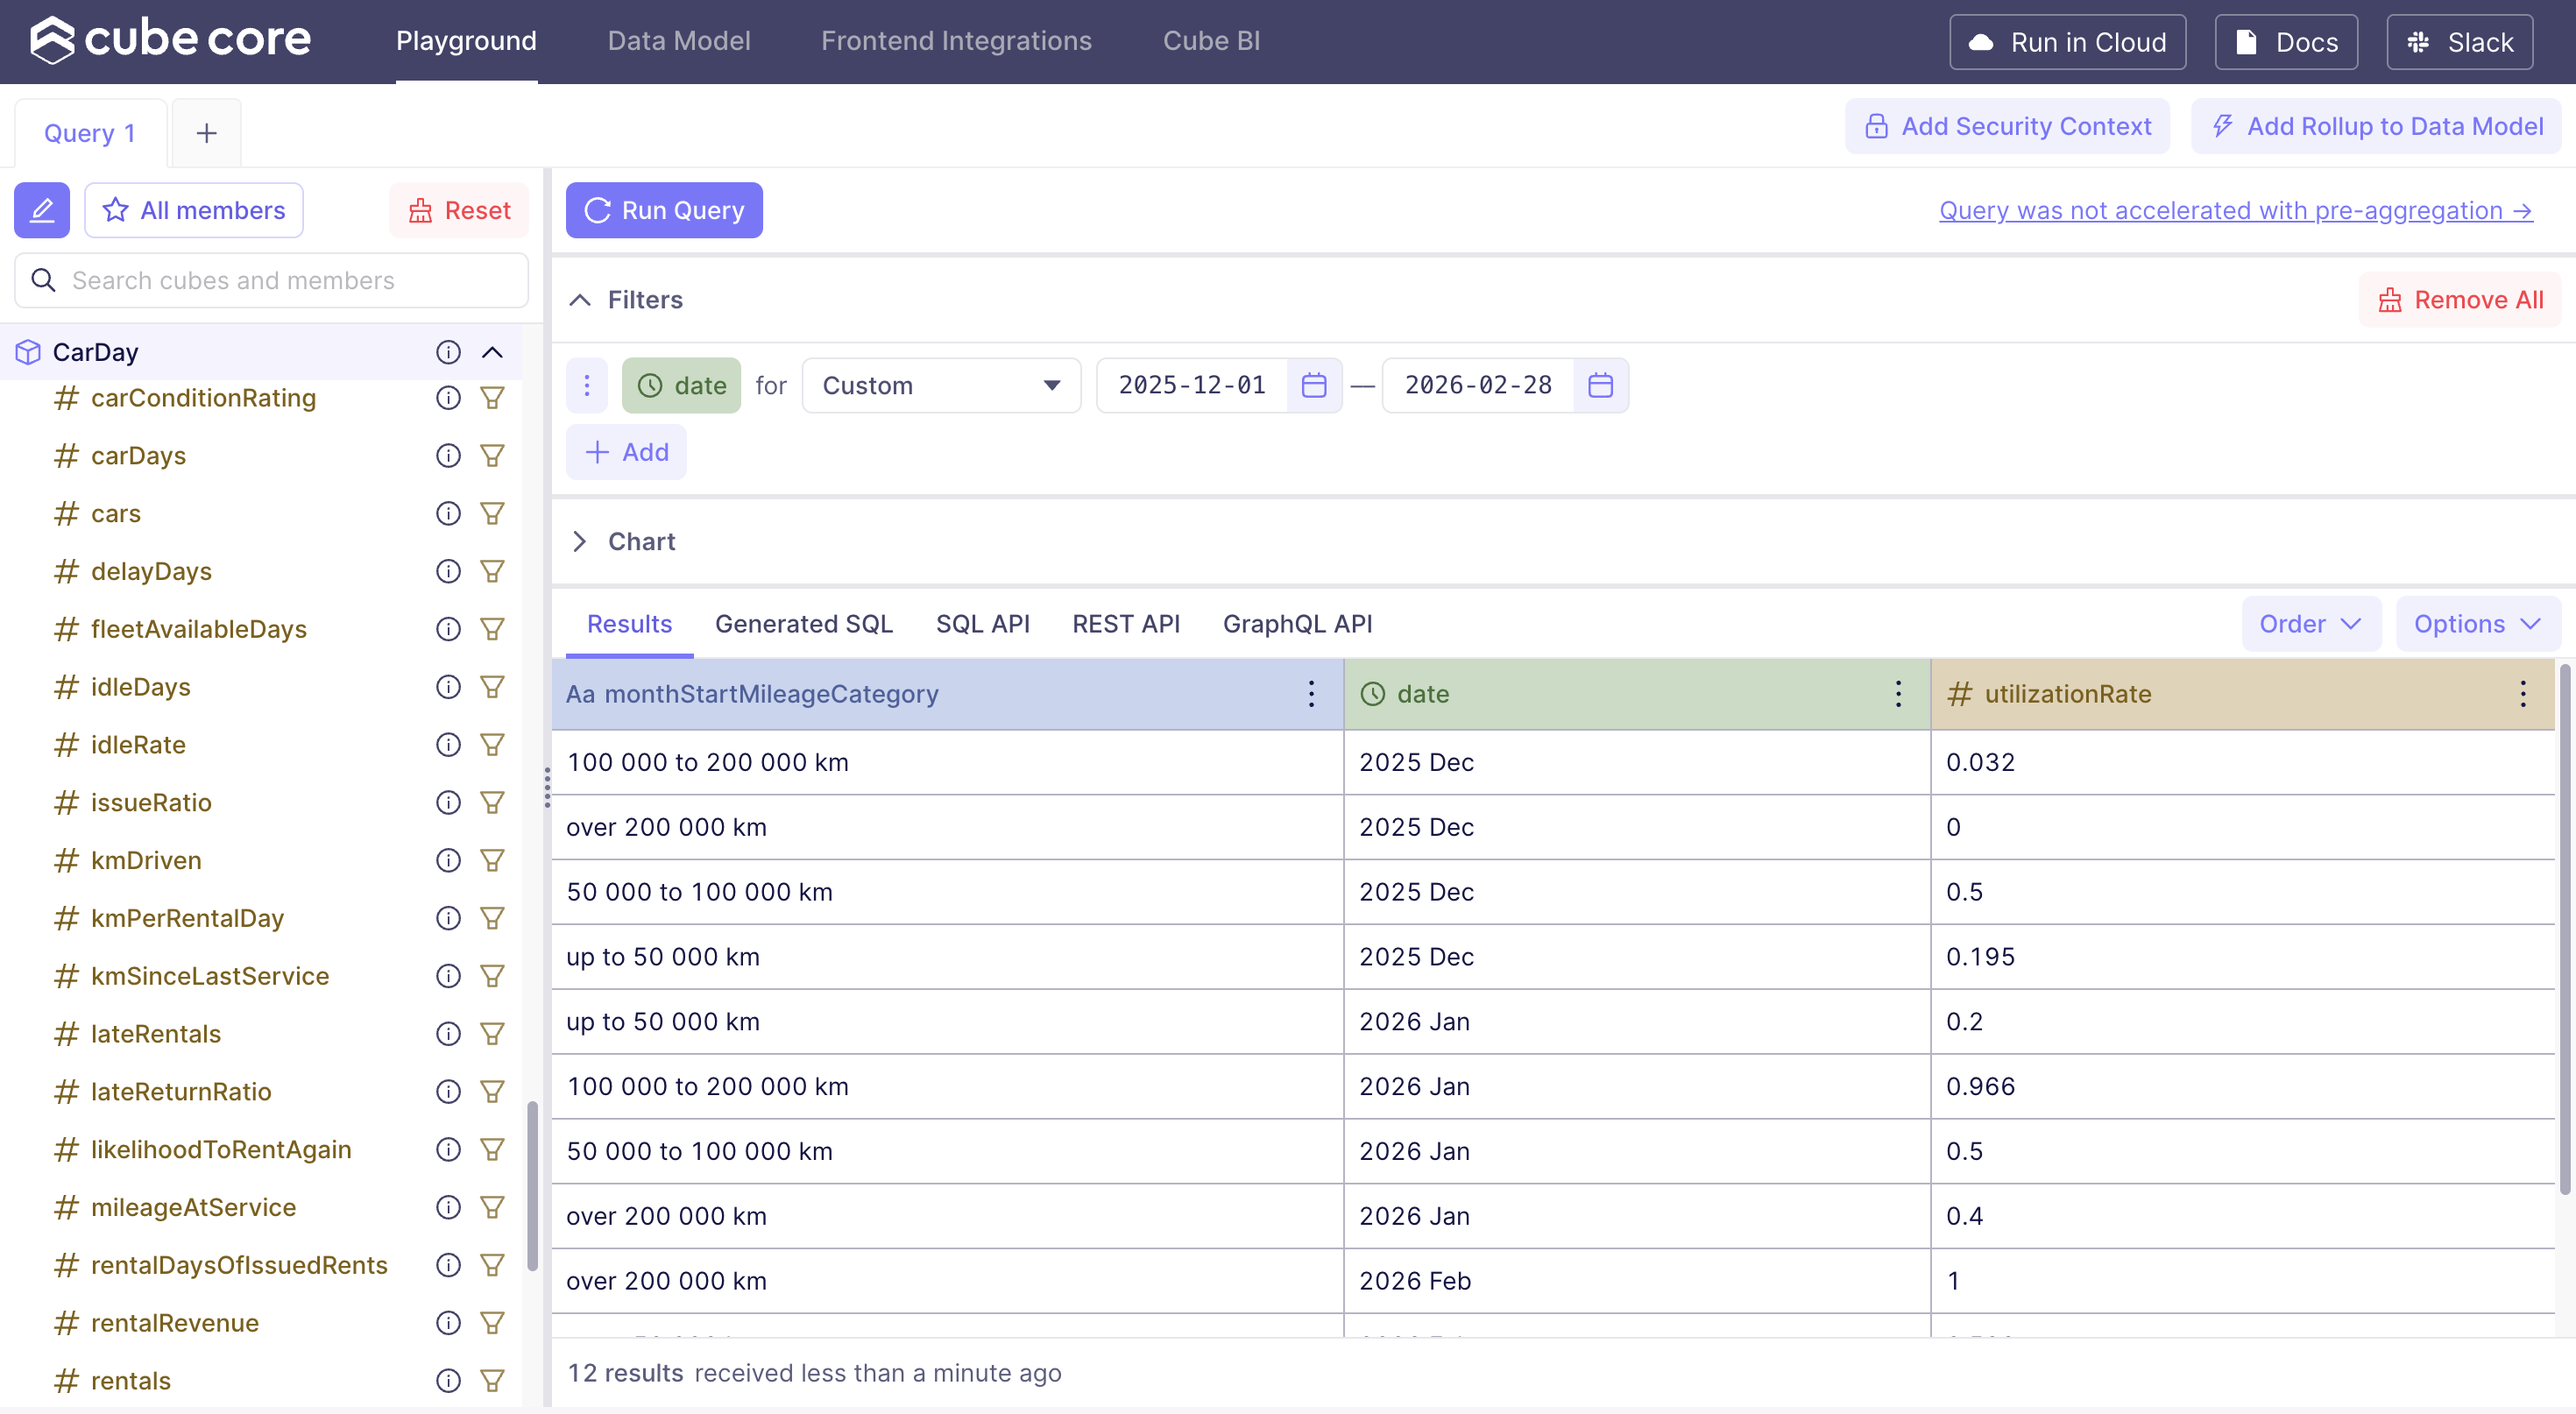 cube core Playground Data Model Frontend Integrations Cube BI Run in Cloud Docs Slack
Query 1 + Add Security Context Add Rollup to Data Model
All members Reset Run Query Query was not accelerated with pre-aggregation →
Search cubes and members
Filters Remove All
CarDay
date for Custom 2025-12-01 — 2026-02-28
+ Add
# carConditionRating
# carDays
# cars
# delayDays
# fleetAvailableDays
# idleDays
# idleRate
# issueRatio
# kmDriven
# kmPerRentalDay
# kmSinceLastService
# lateRentals
# lateReturnRatio
# likelihoodToRentAgain
# mileageAtService
# rentalDaysOfIssuedRents
# rentalRevenue
# rentals
Chart
Results Generated SQL SQL API REST API GraphQL API Order Options
Aa monthStartMileageCategory date # utilizationRate
100 000 to 200 000 km 2025 Dec 0.032
over 200 000 km 2025 Dec 0
50 000 to 100 000 km 2025 Dec 0.5
up to 50 000 km 2025 Dec 0.195
up to 50 000 km 2026 Jan 0.2
100 000 to 200 000 km 2026 Jan 0.966
50 000 to 100 000 km 2026 Jan 0.5
over 200 000 km 2026 Jan 0.4
over 200 000 km 2026 Feb 1
12 results received less than a minute ago